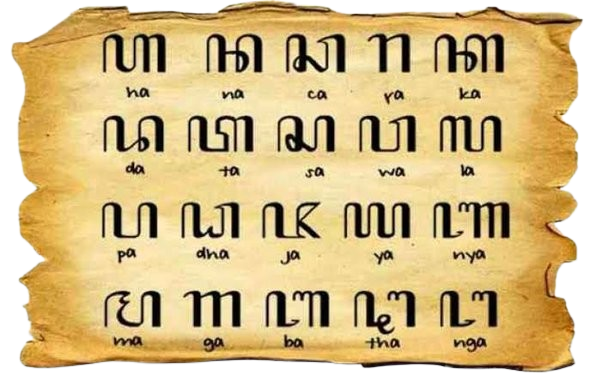 ꦲ ꦤ ꦕ ꦫ ꦏ
ha na ca ra ka
ꦢ ꦠ ꦱ ꦮ ꦭ
da ta sa wa la
ꦥ ꦝ ꦗ ꦪ ꦚ
pa dha ja ya nya
ꦩ ꦒ ꦧ ꦛ ꦔ
ma ga ba tha nga